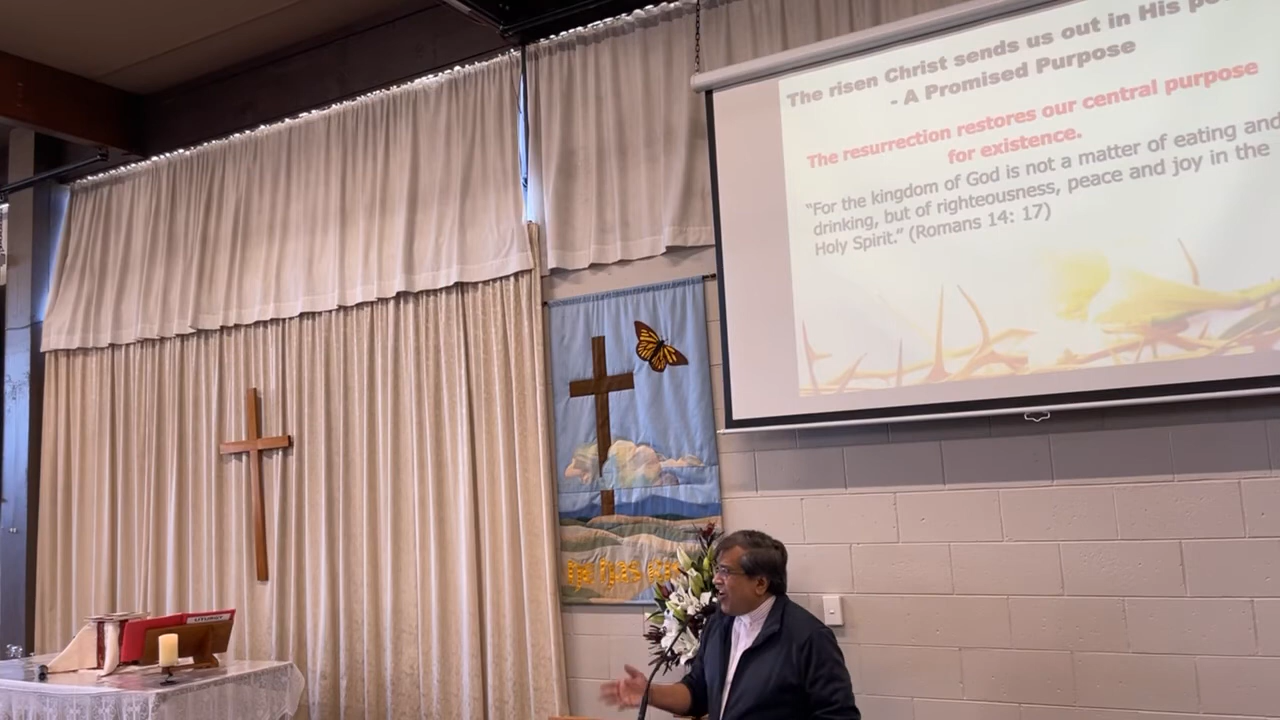 The risen Christ sends us out in His
- A Promised Purpose
The resurrection restores our central purpose
for existence.
"For the kingdom of God is not a matter of eating and
drinking, but of righteousness, peace and joy in the
Holy Spirit." (Romans 14: 17)
LITURGY